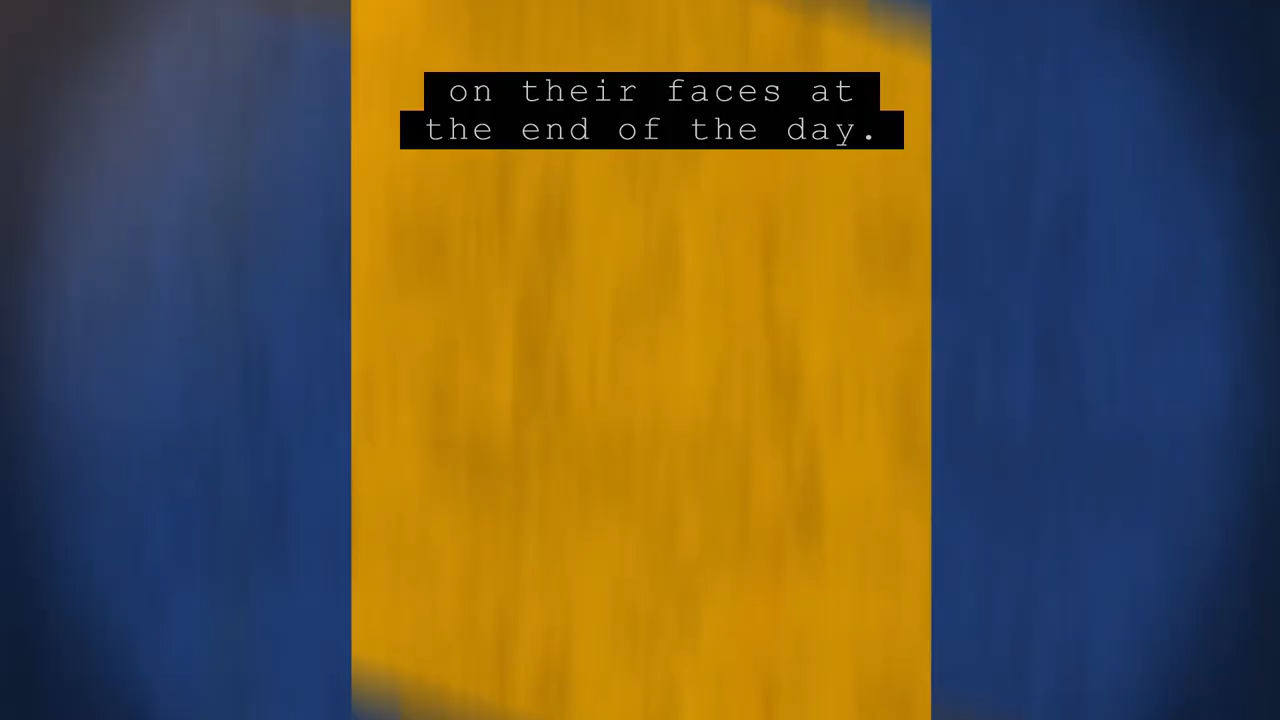 on their faces at
the end of the day.